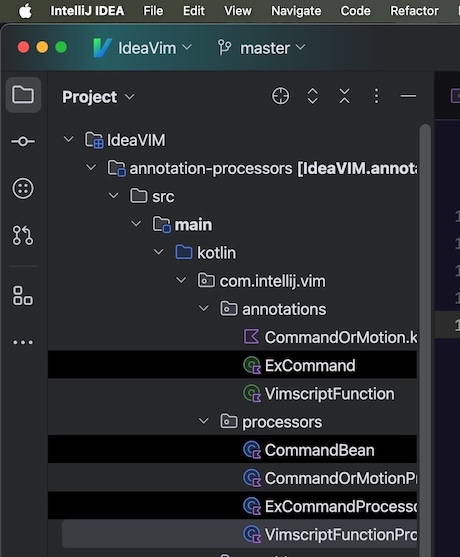 IntelliJ IDEA File Edit View Navigate Code Refactor
IdeaVim master
Project
IdeaVIM
annotation-processors [IdeaVIM.annota
src
main
kotlin
com.intellij.vim
annotations
CommandOrMotion.k
ExCommand
VimscriptFunction
processors
CommandBean
CommandOrMotionPr
ExCommandProcesso
VimscriptFunctionPro